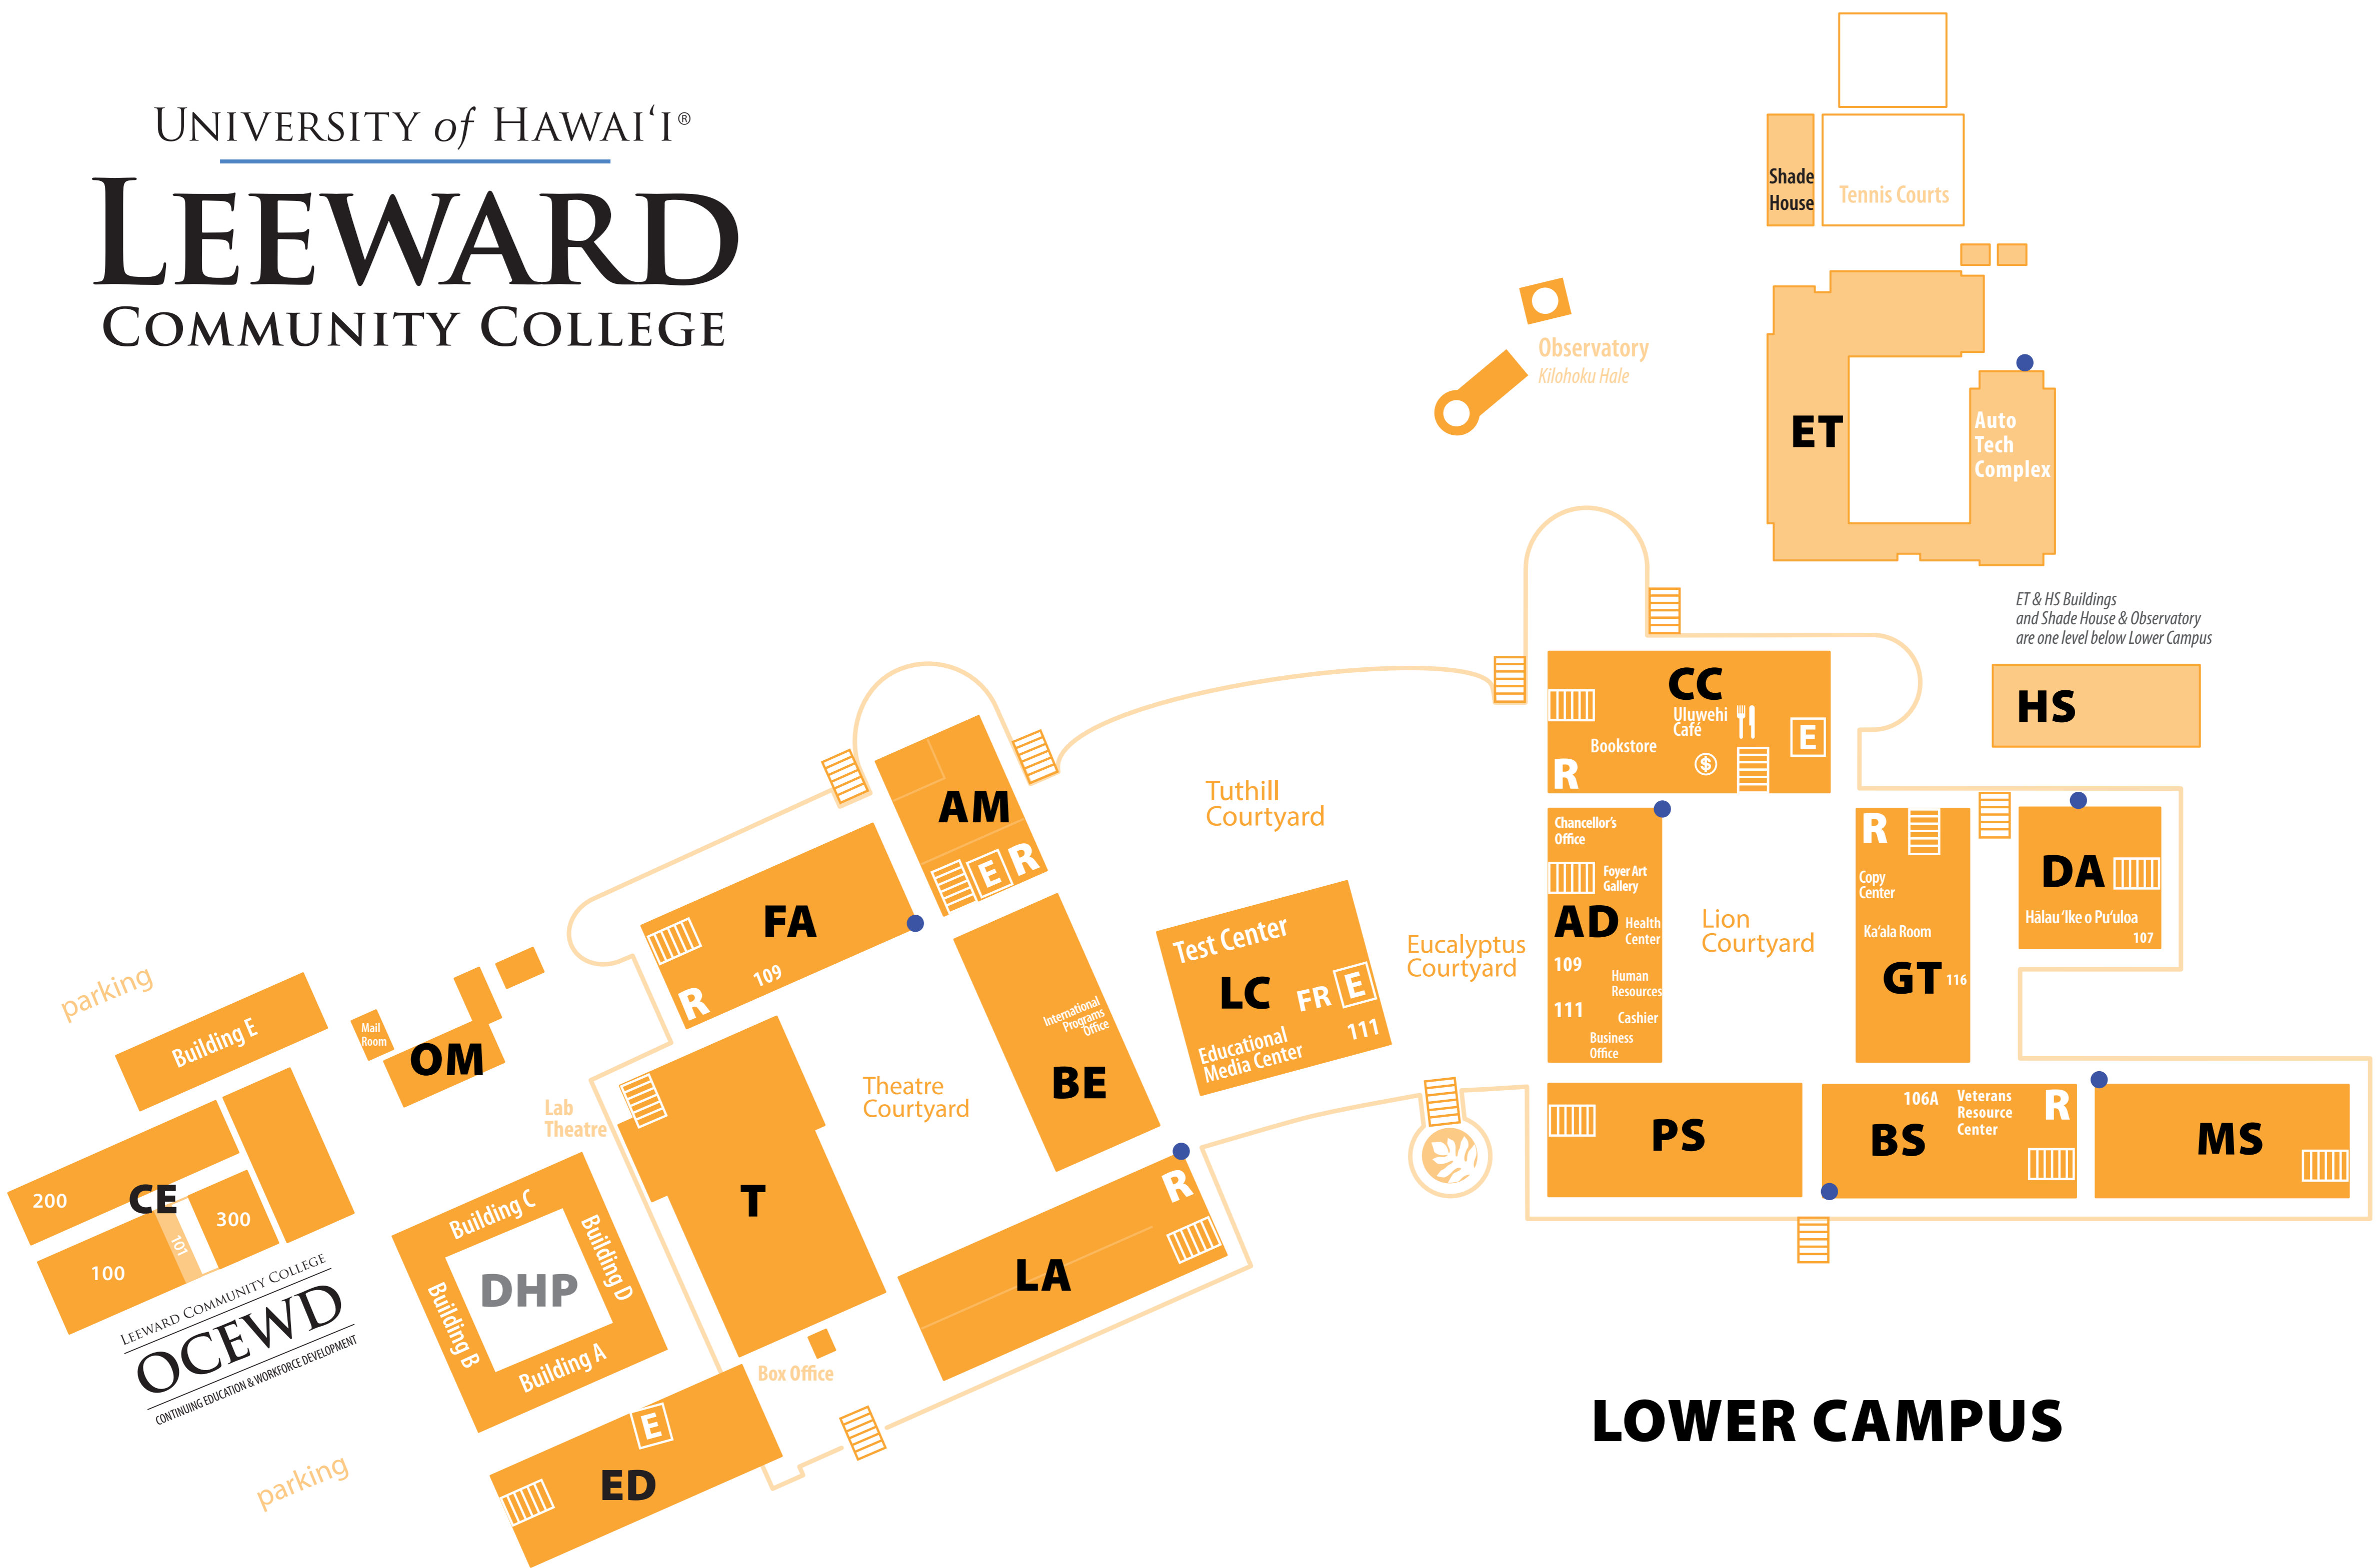 UNIVERSITY of HAWAIʻI®
LEEWARD
COMMUNITY COLLEGE
Shade
House
Tennis Courts
Observatory
Kilohoku Hale
ET
Auto
Tech
Complex
ET & HS Buildings
and Shade House & Observatory
are one level below Lower Campus
HS
CC
Uluwehi
Café
Bookstore
$
E
R
Tuthill
Courtyard
AM
E
R
FA
109
R
Chancellor's
Office
Foyer Art
Gallery
AD
Health
Center
109
Human
Resources
111
Cashier
Business
Office
Lion
Courtyard
R
Copy
Center
Ka‘ala Room
GT
116
DA
Hālau ‘Ike o Pu‘uloa
107
Eucalyptus
Courtyard
Test Center
LC
FR
E
Educational
Media Center
111
International
Programs
Office
BE
Theatre
Courtyard
parking
Building E
Mail
Room
OM
Lab
Theatre
T
PS
106A
Veterans
Resource
Center
R
BS
MS
R
LA
200
CE
300
101
100
LEEWARD COMMUNITY COLLEGE
OCEWD
CONTINUING EDUCATION & WORKFORCE DEVELOPMENT
Building C
Building D
DHP
Building B
Building A
Box Office
E
ED
parking
LOWER CAMPUS